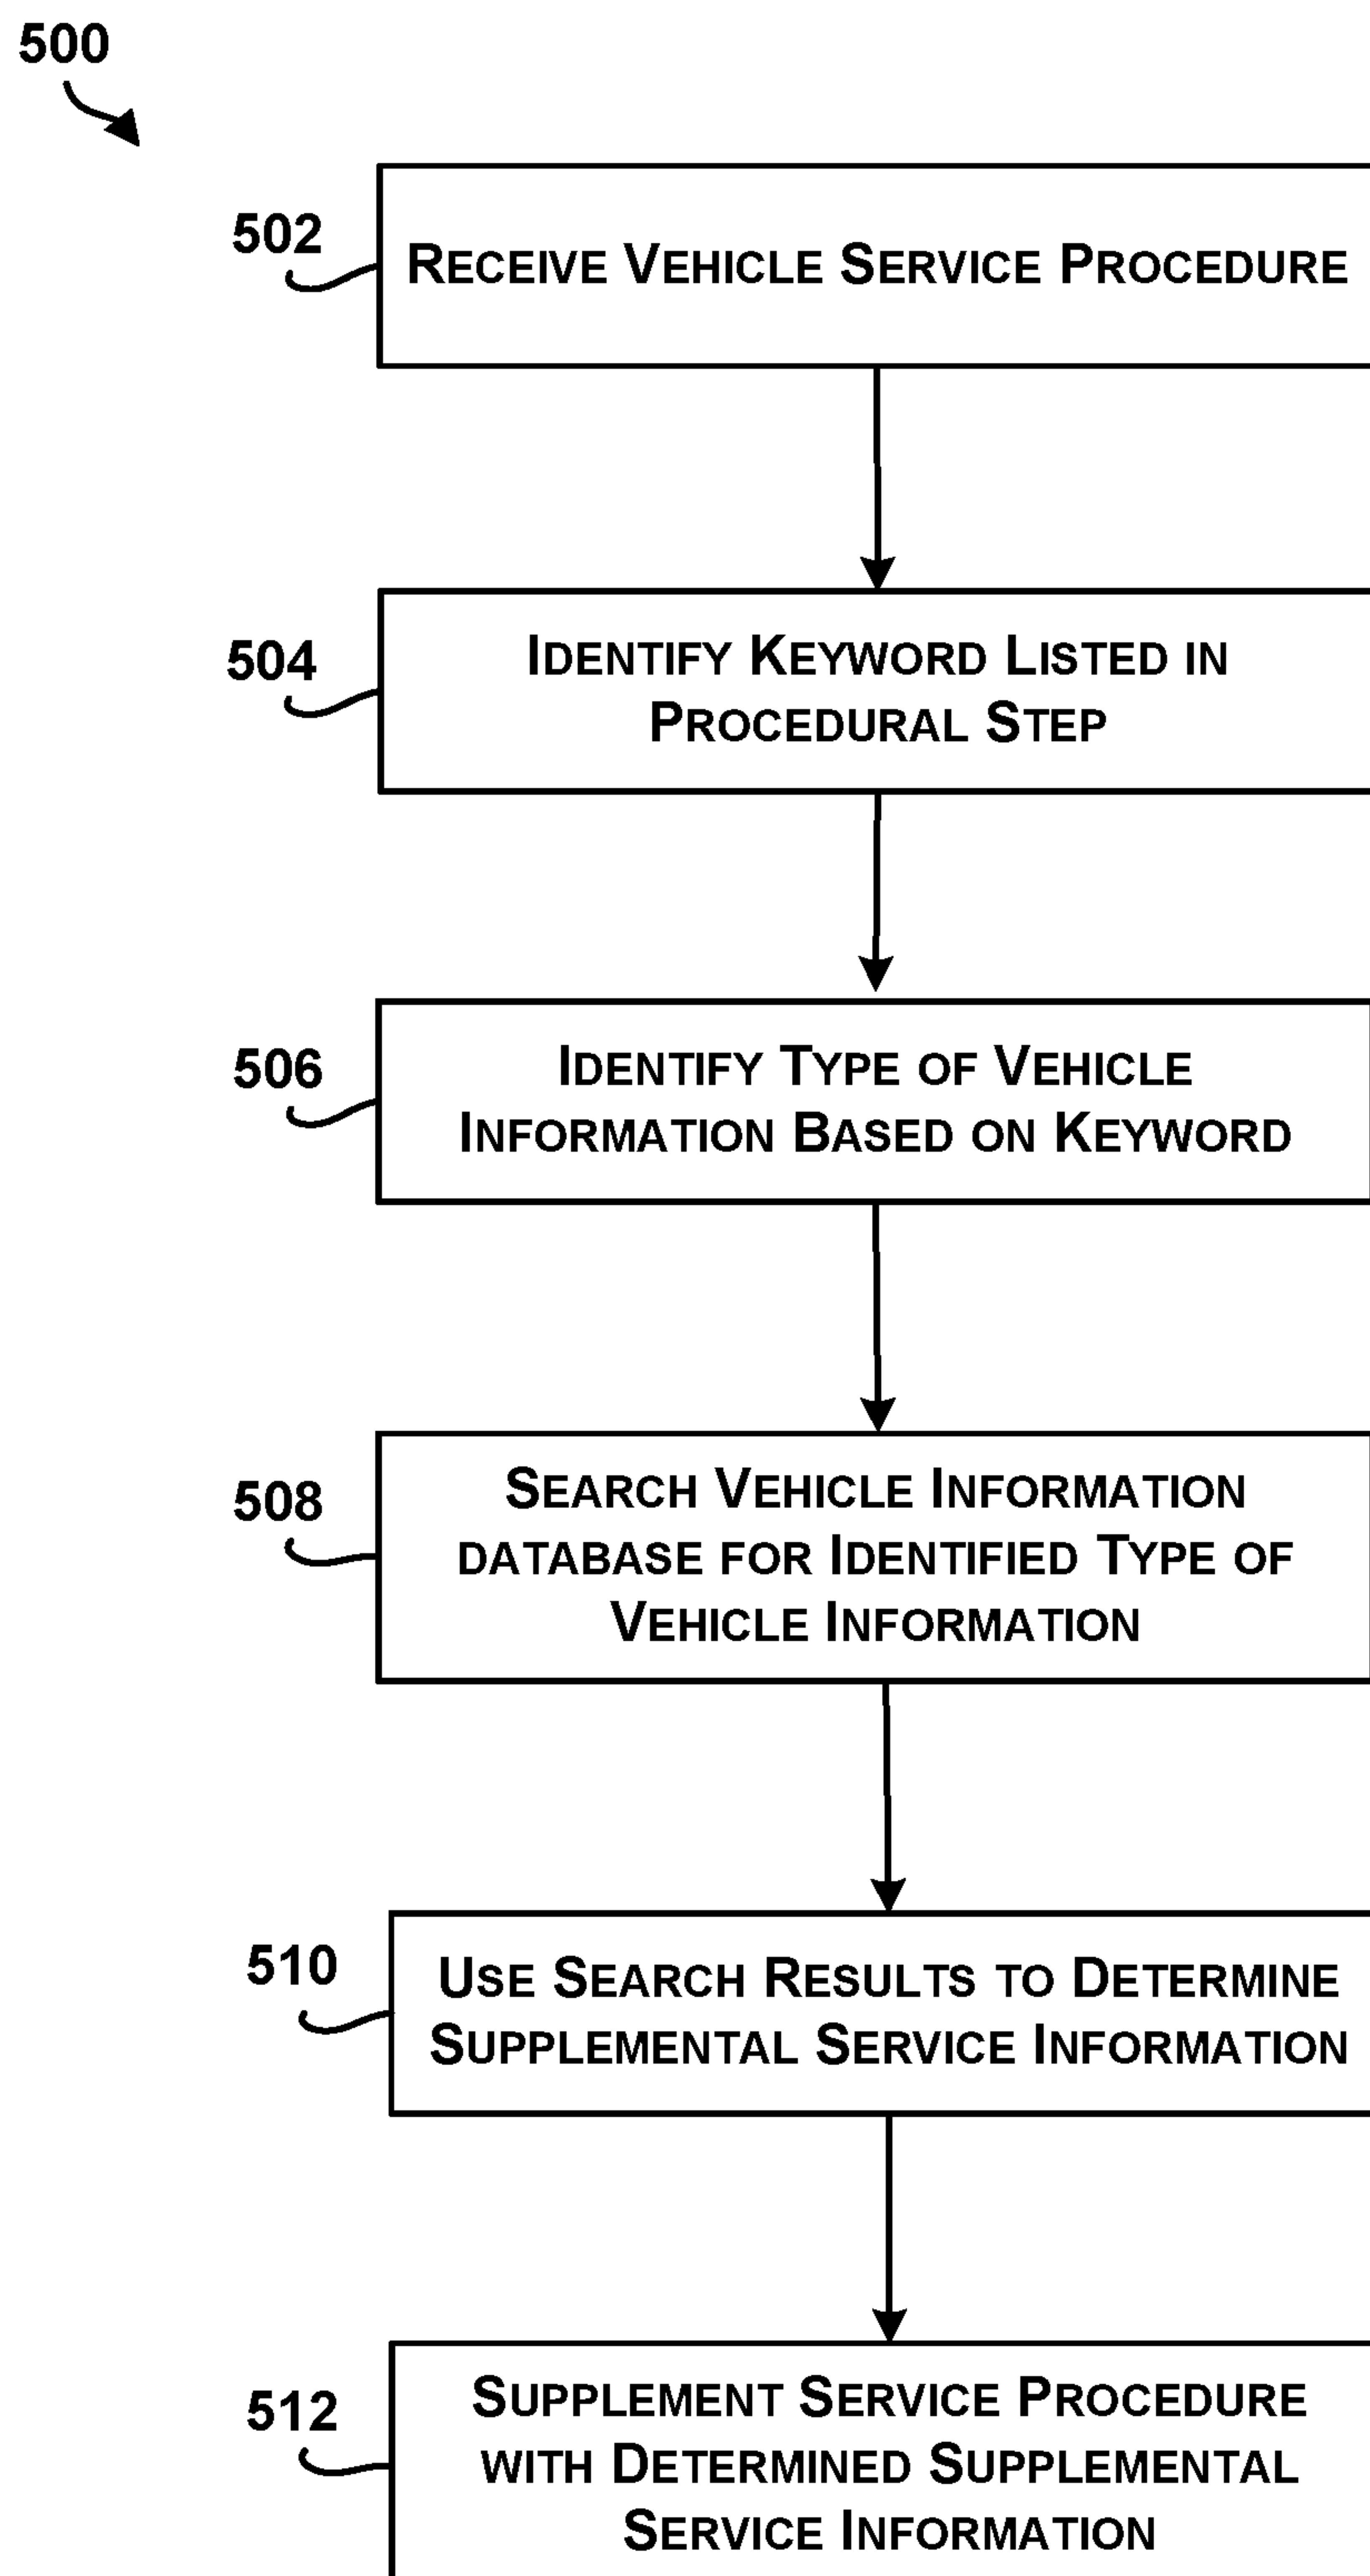 500
502
RECEIVE VEHICLE SERVICE PROCEDURE
504
IDENTIFY KEYWORD LISTED IN
PROCEDURAL STEP
506
IDENTIFY TYPE OF VEHICLE
INFORMATION BASED ON KEYWORD
508
SEARCH VEHICLE INFORMATION
DATABASE FOR IDENTIFIED TYPE OF
VEHICLE INFORMATION
510
USE SEARCH RESULTS TO DETERMINE
SUPPLEMENTAL SERVICE INFORMATION
512
SUPPLEMENT SERVICE PROCEDURE
WITH DETERMINED SUPPLEMENTAL
SERVICE INFORMATION